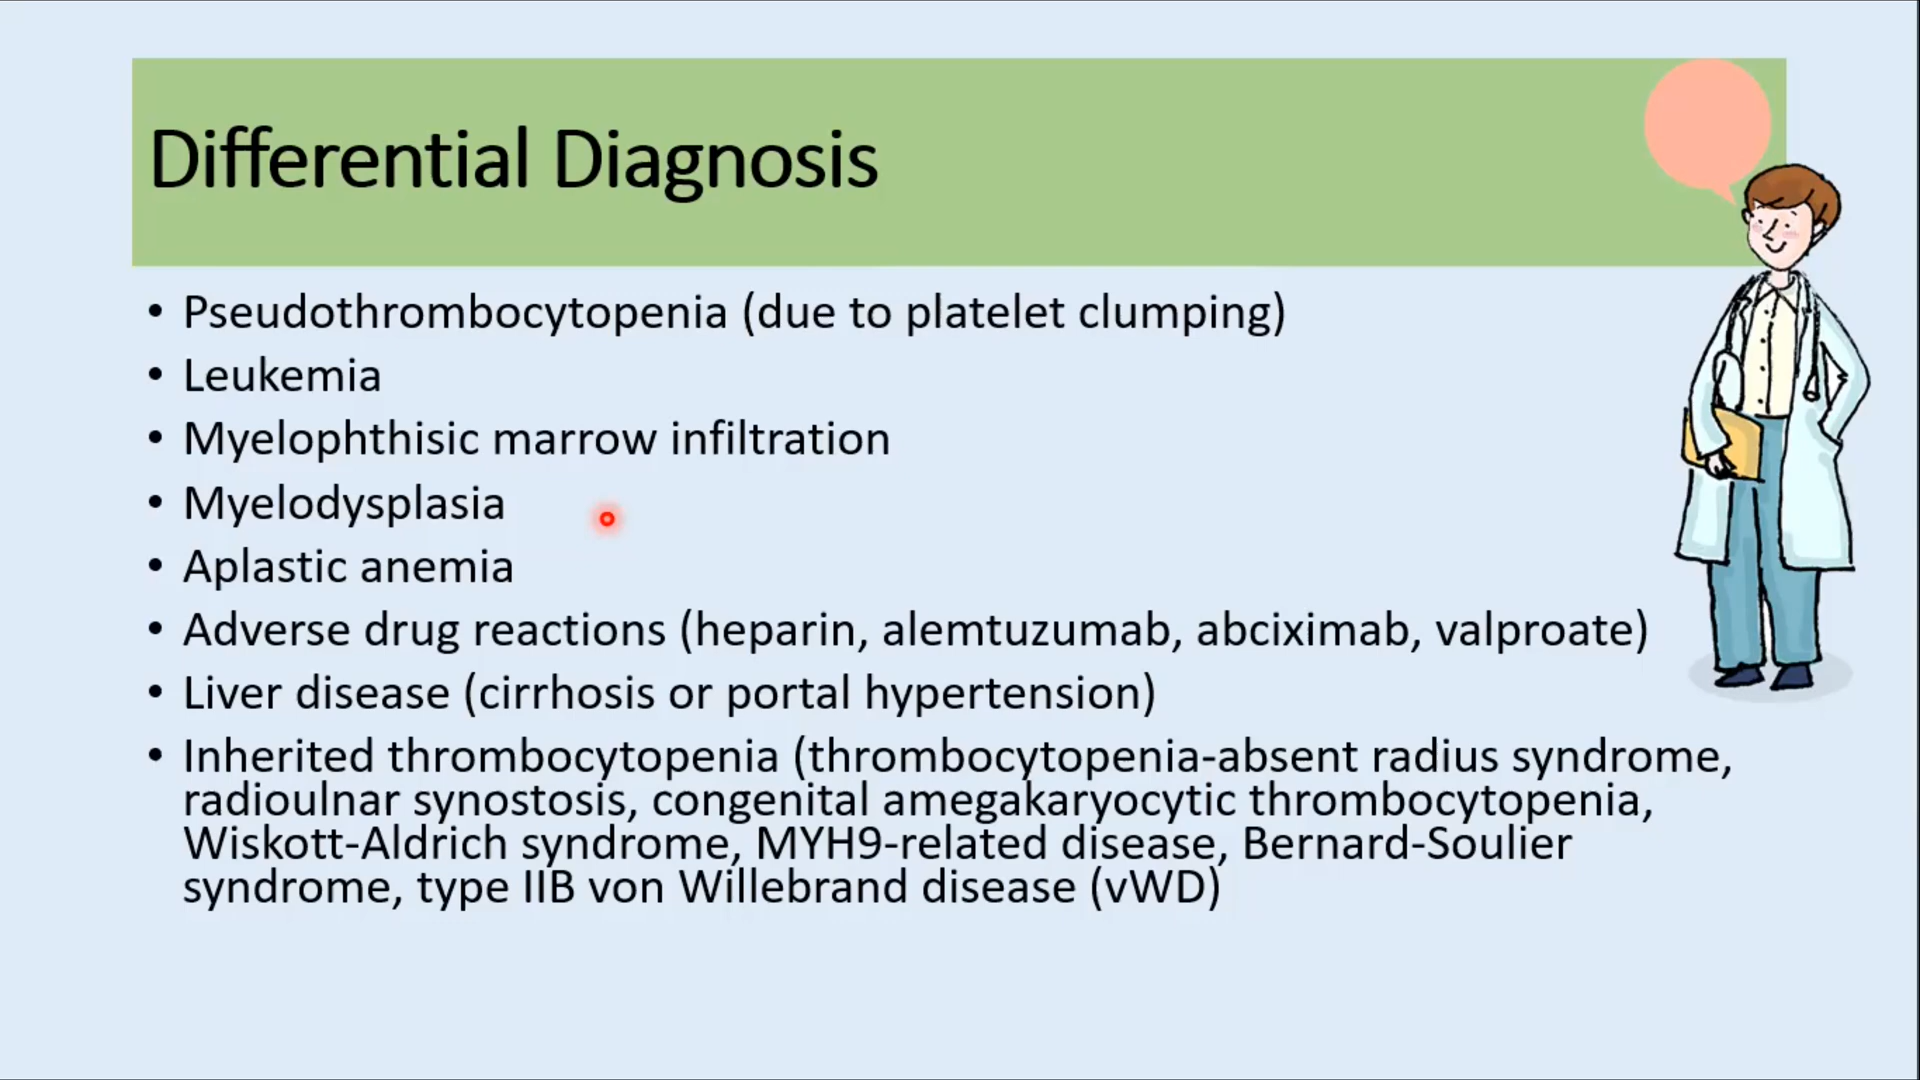 Differential Diagnosis
• Pseudothrombocytopenia (due to platelet clumping)
• Leukemia
• Myelophthisic marrow infiltration
• Myelodysplasia
• Aplastic anemia
• Adverse drug reactions (heparin, alemtuzumab, abciximab, valproate)
• Liver disease (cirrhosis or portal hypertension)
• Inherited thrombocytopenia (thrombocytopenia-absent radius syndrome,
radioulnar synostosis, congenital amegakaryocytic thrombocytopenia,
Wiskott-Aldrich syndrome, MYH9-related disease, Bernard-Soulier
syndrome, type IIB von Willebrand disease (vWD)